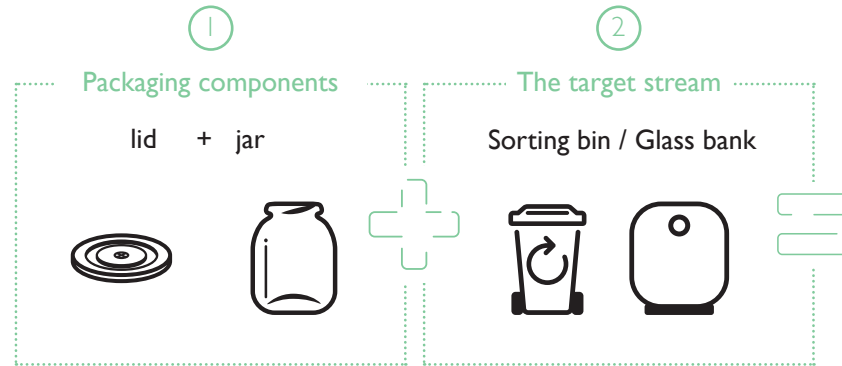 1
2
Packaging components
The target stream
lid + jar
Sorting bin / Glass bank